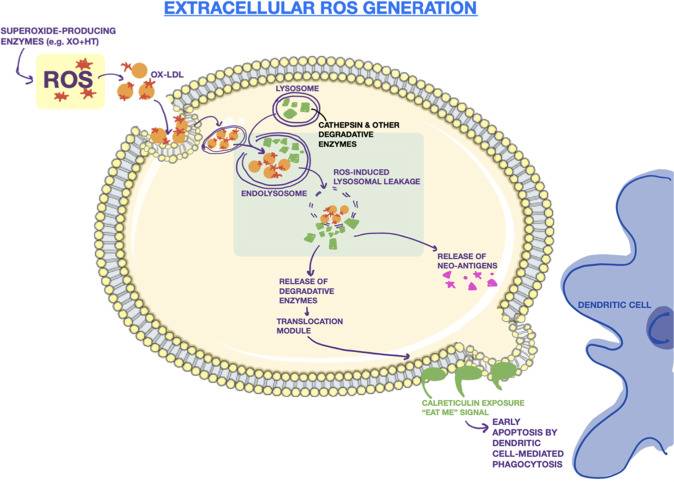 EXTRACELLULAR ROS GENERATION
SUPEROXIDE-PRODUCING
ENZYMES (e.g. XO+HT)
ROS
OX-LDL
LYSOSOME
CATHEPSIN & OTHER
DEGRADATIVE
ENZYMES
ROS-INDUCED
LYSOSOMAL LEAKAGE
ENDOLYSOSOME
RELEASE OF
NEO-ANTIGENS
RELEASE OF
DEGRADATIVE
ENZYMES
TRANSLOCATION
MODULE
DENDRITIC CELL
CALRETICULIN EXPOSURE
“EAT ME” SIGNAL
EARLY
APOPTOSIS BY
DENDRITIC
CELL-MEDIATED
PHAGOCYTOSIS